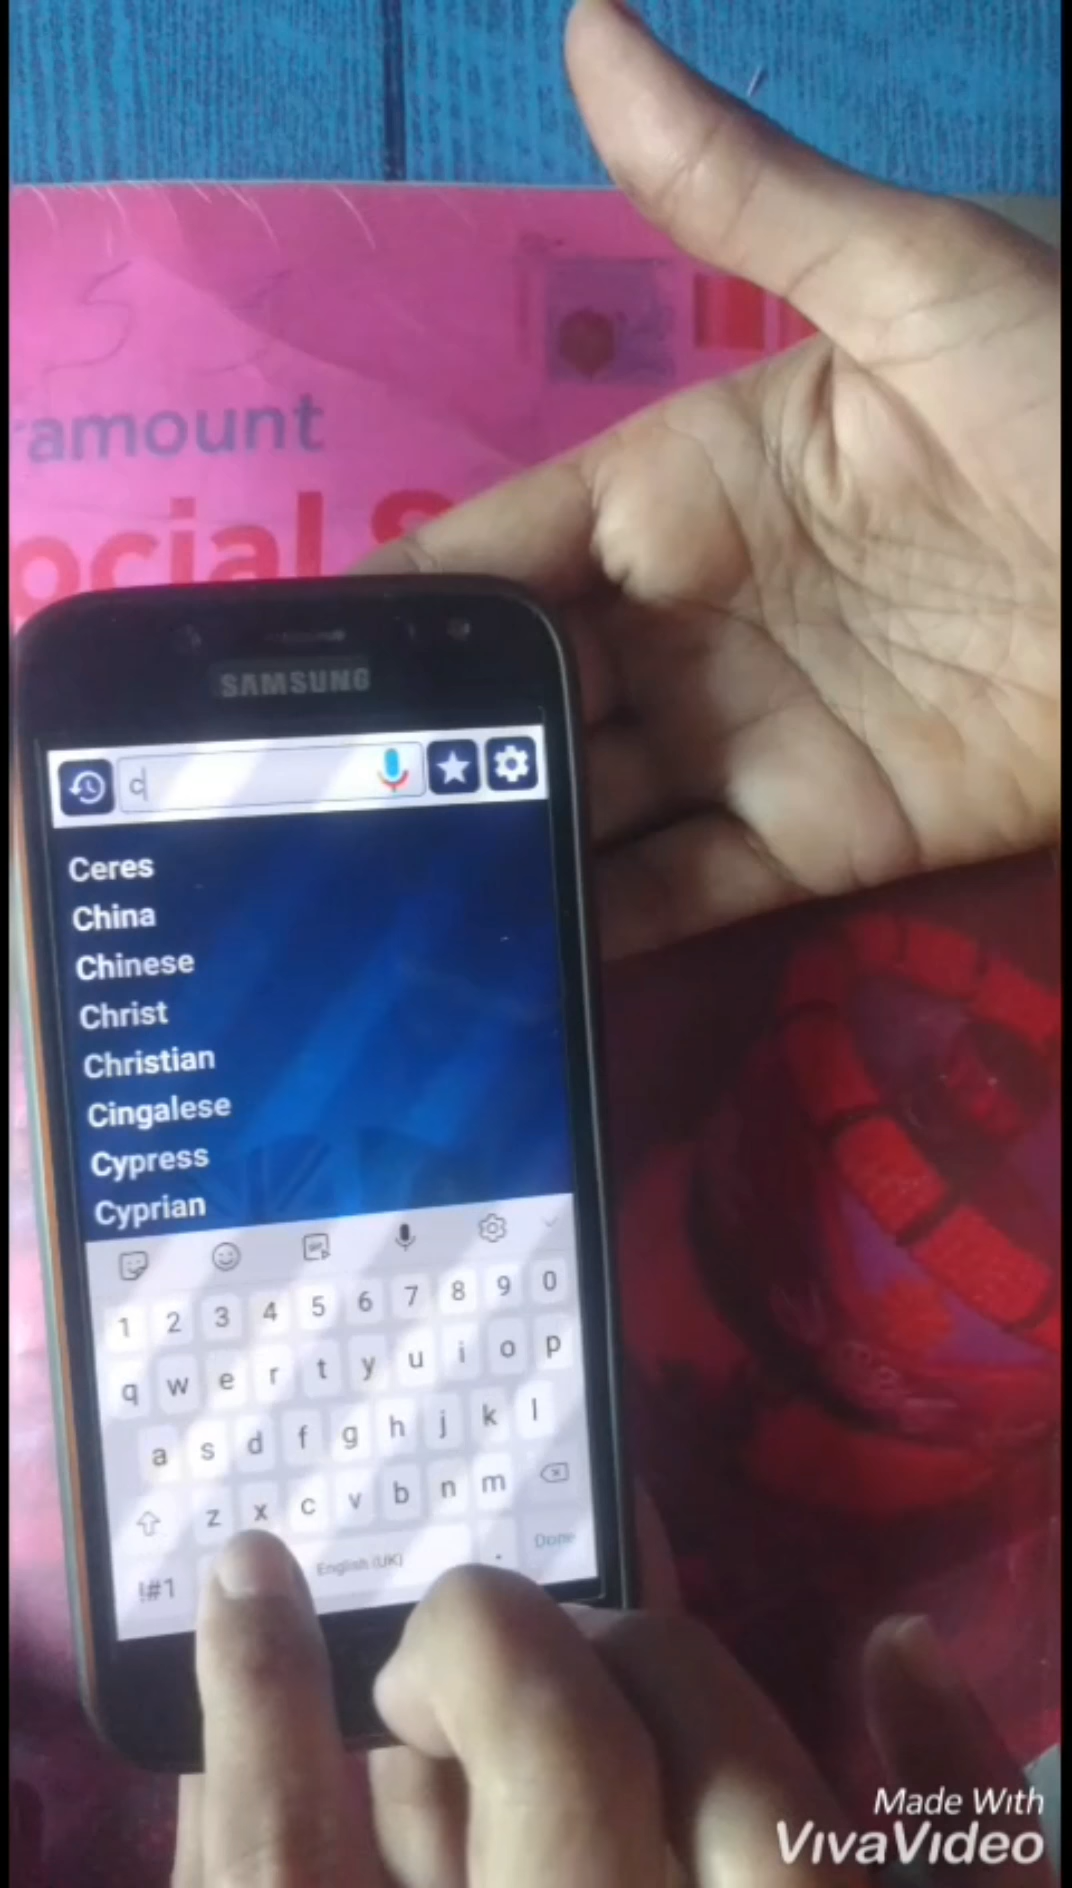 amount
ocial S
SAMSUNG
c
Ceres
China
Chinese
Christ
Christian
Cingalese
Cypress
Cyprian
1 2 3 4 5 6 7 8 9 0
q w e r t y u i o p
a s d f g h j k l
z x c v b n m
!#1 English (UK) . Done
Made With
VivaVideo